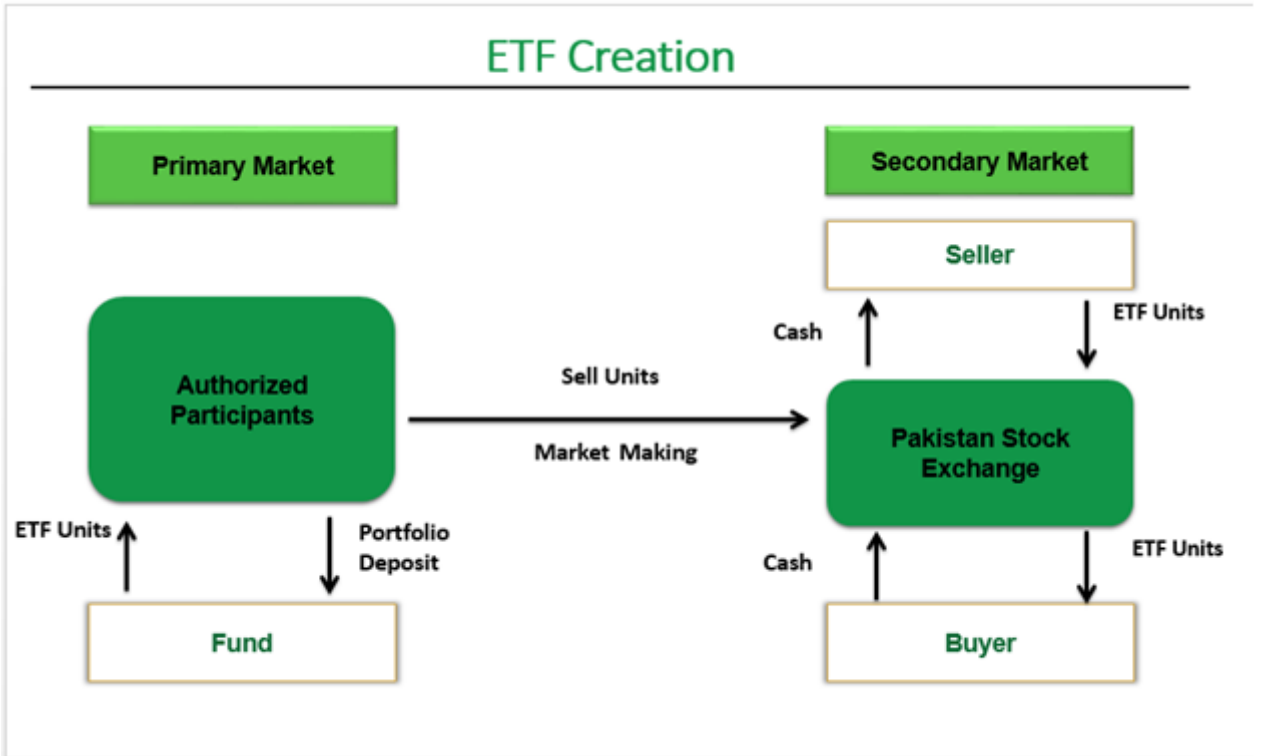 ETF Creation
Primary Market
Secondary Market
Seller
Cash
ETF Units
Authorized
Participants
Sell Units
Market Making
Pakistan Stock
Exchange
ETF Units
Portfolio
Deposit
Cash
ETF Units
Fund
Buyer